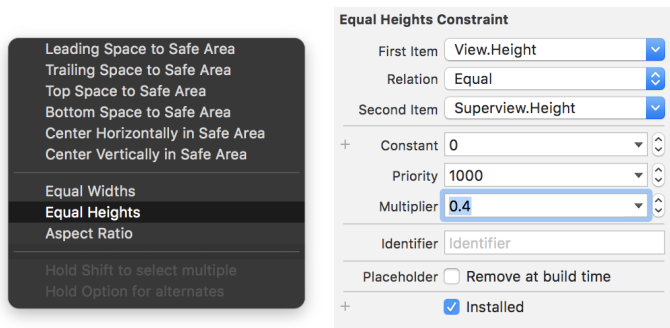 Leading Space to Safe Area
Trailing Space to Safe Area
Top Space to Safe Area
Bottom Space to Safe Area
Center Horizontally in Safe Area
Center Vertically in Safe Area
Equal Widths
Equal Heights
Aspect Ratio
Hold Shift to select multiple
Hold Option for alternates
Equal Heights Constraint
First Item View.Height
Relation Equal
Second Item Superview.Height
+ Constant 0
Priority 1000
Multiplier 0.4
Identifier Identifier
Placeholder Remove at build time
+ Installed